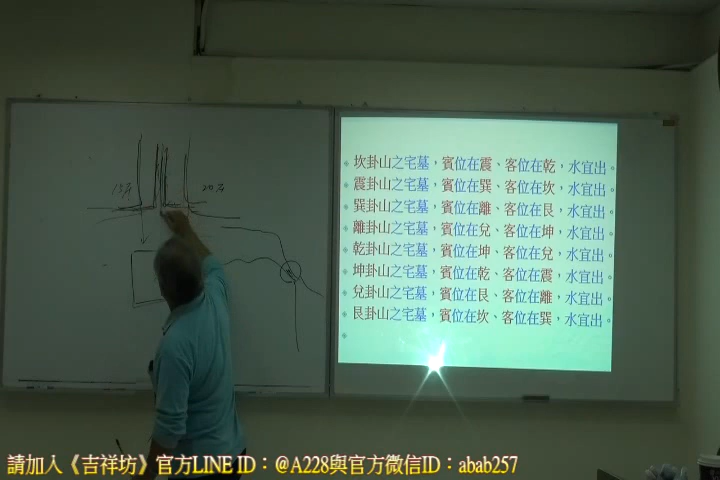 坎卦山之宅墓，賓位在震、客位在乾，水宜出。
震卦山之宅墓，賓位在巽、客位在坎，水宜出。
巽卦山之宅墓，賓位在離、客位在艮，水宜出。
離卦山之宅墓，賓位在兌、客位在坤，水宜出。
乾卦山之宅墓，賓位在坤、客位在兌，水宜出。
坤卦山之宅墓，賓位在乾、客位在震，水宜出。
兌卦山之宅墓，賓位在艮、客位在離，水宜出。
艮卦山之宅墓，賓位在坎、客位在巽，水宜出。
請加入《吉祥坊》官方LINE ID：@A228與官方微信ID：abab257